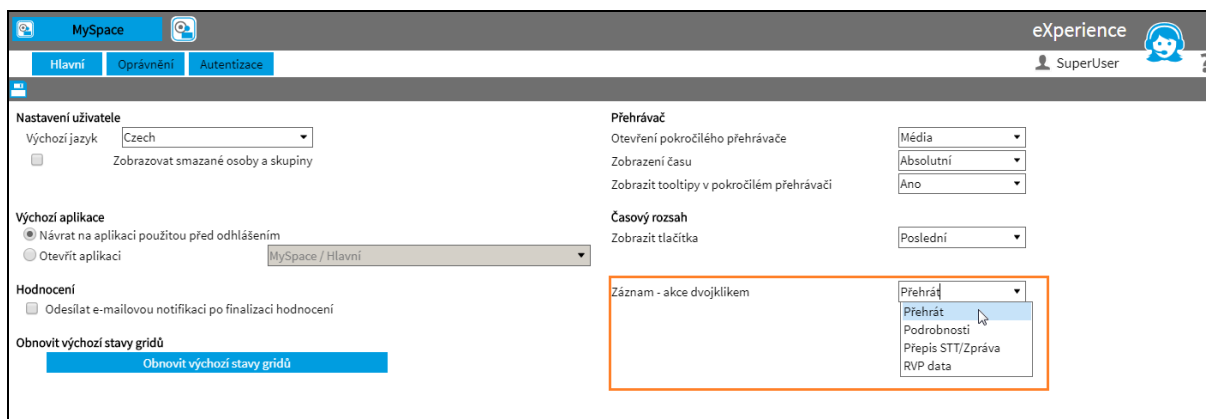 MySpace
eXperience
Hlavní
Oprávnění
Autentizace
SuperUser
?
Nastavení uživatele
Výchozí jazyk
Czech
Zobrazovat smazané osoby a skupiny
Přehrávač
Otevření pokročilého přehrávače
Média
Zobrazení času
Absolutní
Zobrazit tooltipy v pokročilém přehrávači
Ano
Výchozí aplikace
Návrat na aplikaci použitou před odhlášením
Otevřít aplikaci
MySpace / Hlavní
Časový rozsah
Zobrazit tlačítka
Poslední
Hodnocení
Odesílat e-mailovou notifikaci po finalizaci hodnocení
Záznam - akce dvojklikem
Přehrát
Přehrát
Podrobnosti
Přepis STT/Zpráva
RVP data
Obnovit výchozí stavy gridů
Obnovit výchozí stavy gridů